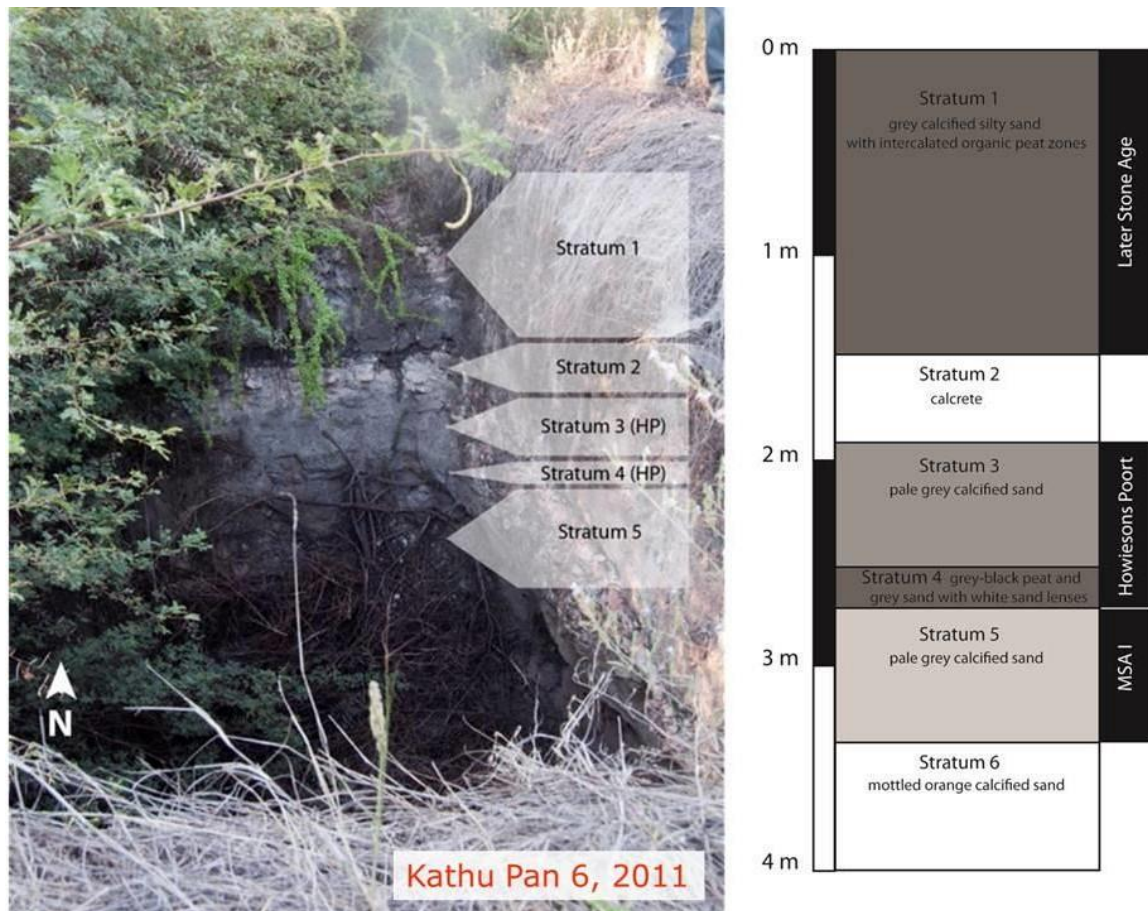 Stratum 1
Stratum 2
Stratum 3 (HP)
Stratum 4 (HP)
Stratum 5
N
Kathu Pan 6, 2011
0 m
1 m
2 m
3 m
4 m
Stratum 1
grey calcified silty sand
with intercalated organic peat zones
Stratum 2
calcrete
Stratum 3
pale grey calcified sand
Stratum 4 grey-black peat and
grey sand with white sand lenses
Stratum 5
pale grey calcified sand
Stratum 6
mottled orange calcified sand
Later Stone Age
Howiesons Poort
MSA I